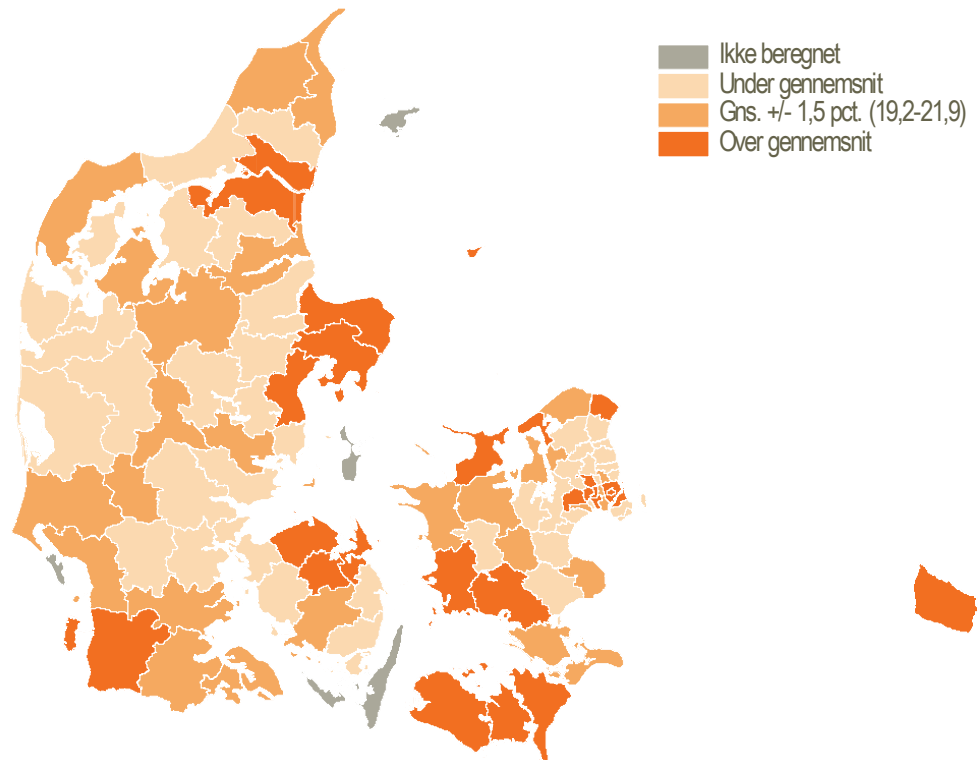 Ikke beregnet
Under gennemsnit
Gns. +/- 1,5 pct. (19,2-21,9)
Over gennemsnit